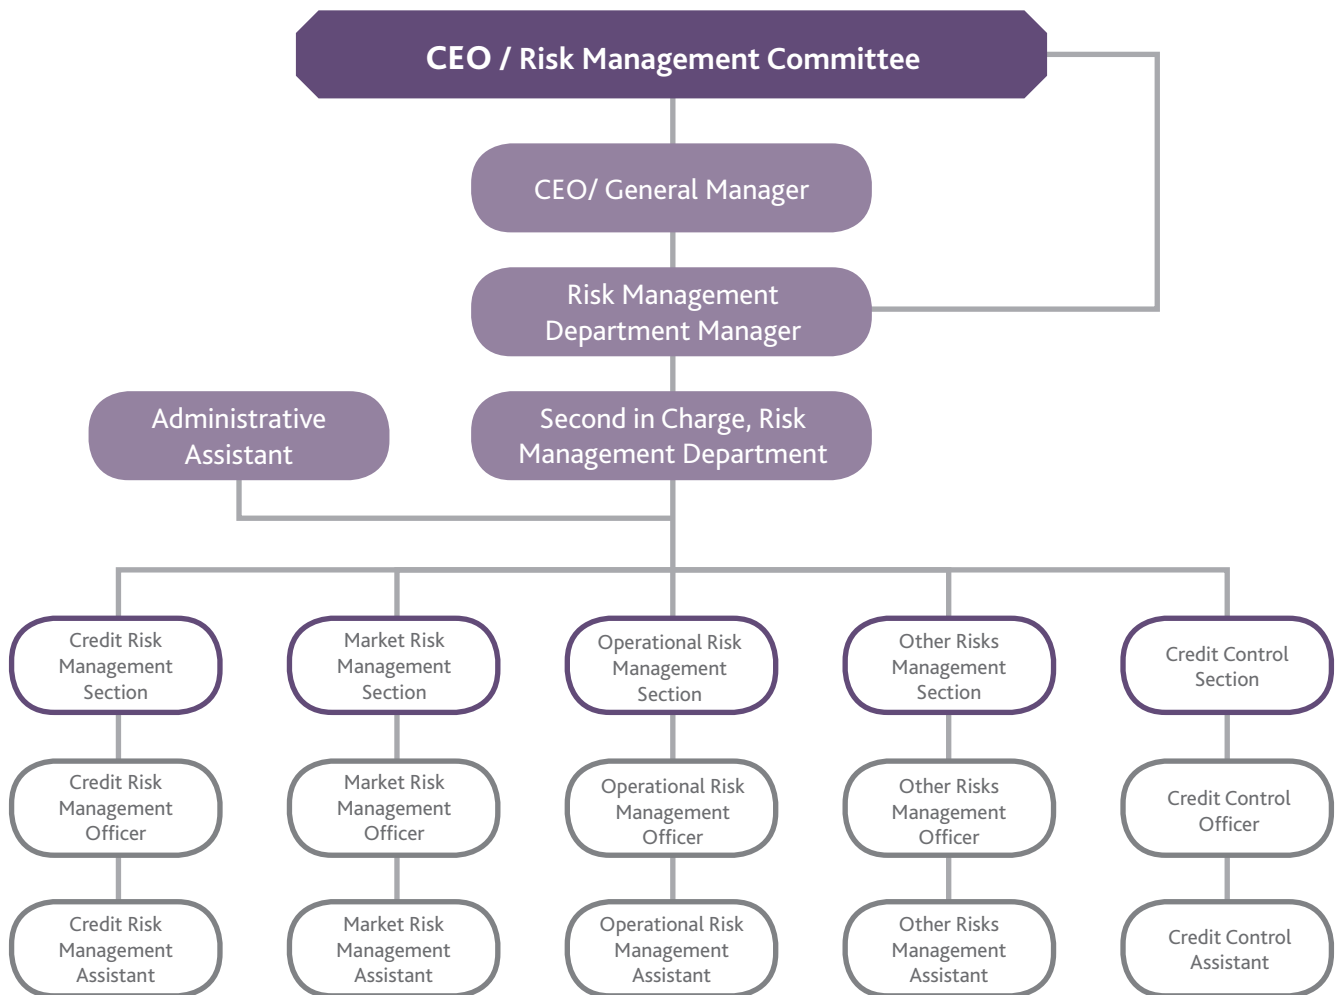 CEO / Risk Management Committee
CEO/ General Manager
Risk Management
Department Manager
Administrative
Assistant
Second in Charge, Risk
Management Department
Credit Risk
Management
Section
Market Risk
Management
Section
Operational Risk
Management
Section
Other Risks
Management
Section
Credit Control
Section
Credit Risk
Management
Officer
Market Risk
Management
Officer
Operational Risk
Management
Officer
Other Risks
Management
Officer
Credit Control
Officer
Credit Risk
Management
Assistant
Market Risk
Management
Assistant
Operational Risk
Management
Assistant
Other Risks
Management
Assistant
Credit Control
Assistant